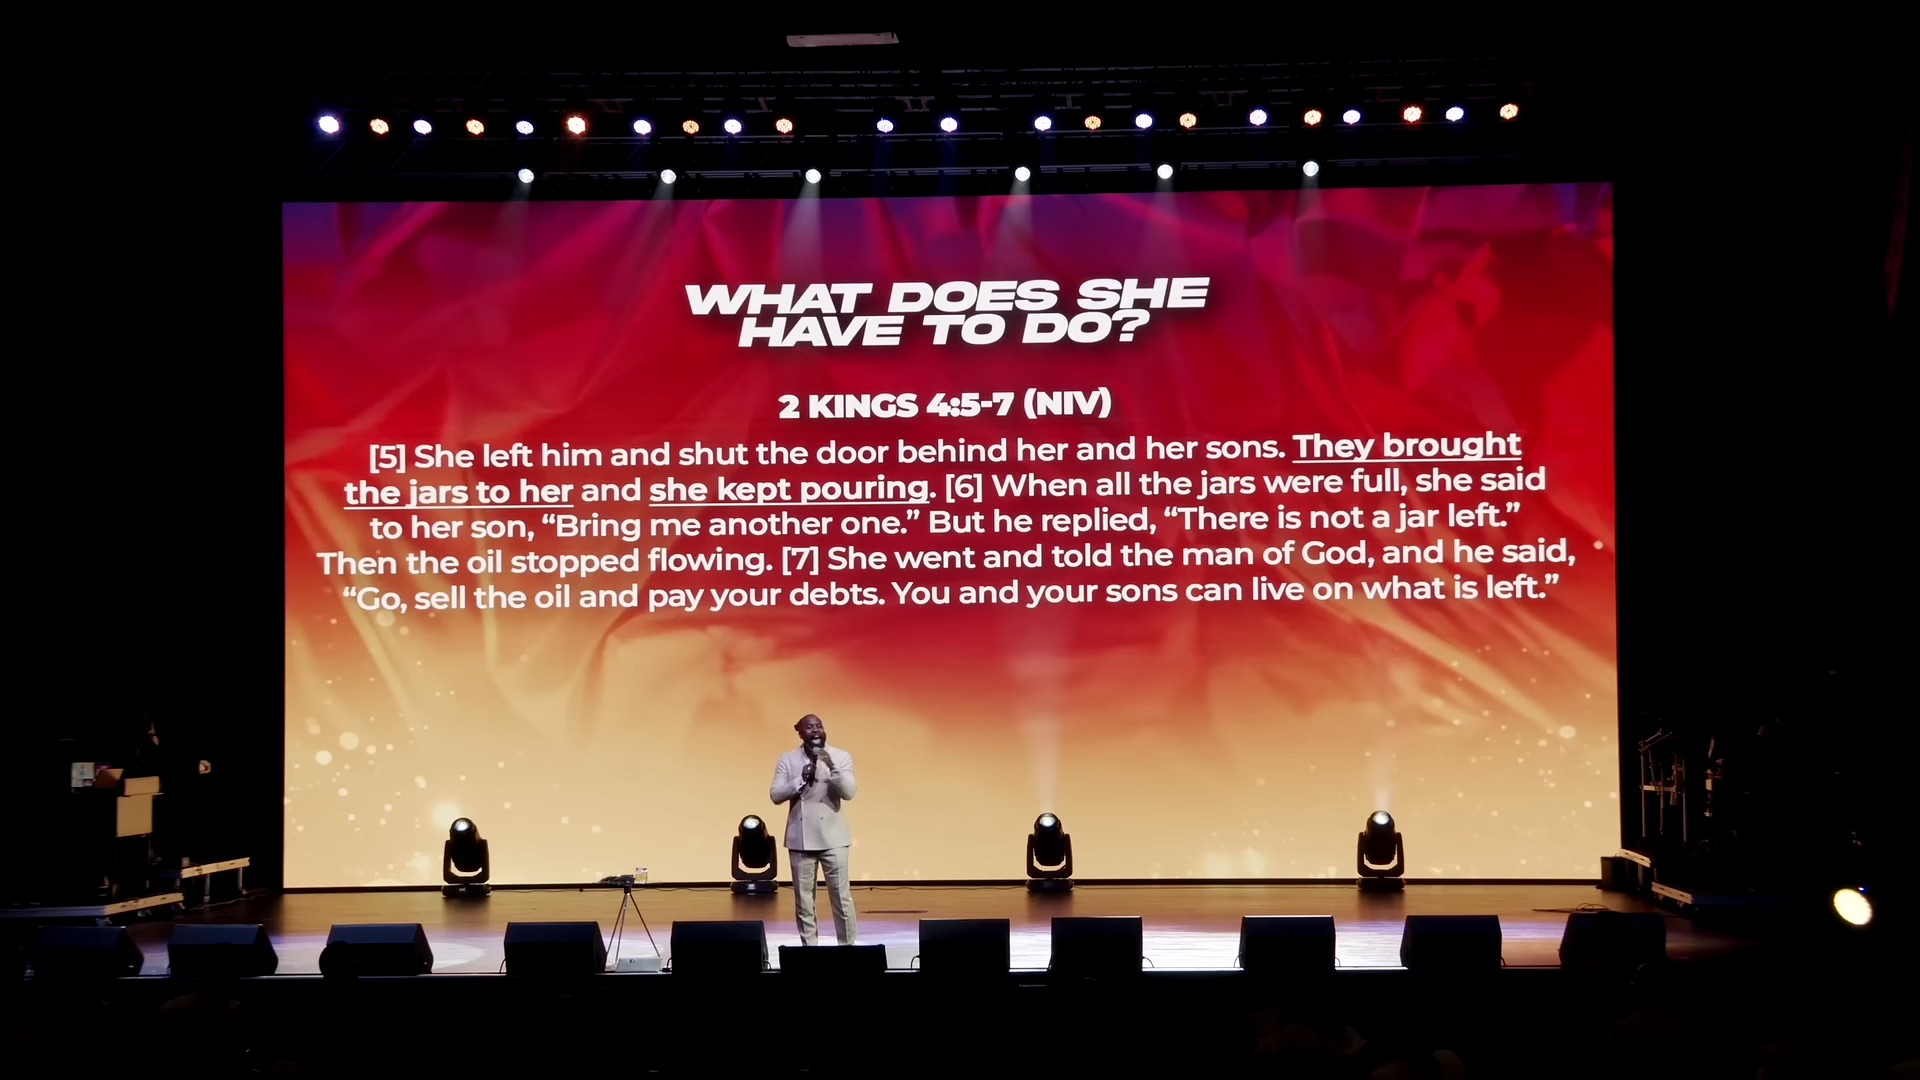 WHAT DOES SHE
HAVE TO DO?
2 KINGS 4:5-7 (NIV)
[5] She left him and shut the door behind her and her sons. They brought
the jars to her and she kept pouring. [6] When all the jars were full, she said
to her son, “Bring me another one.” But he replied, “There is not a jar left.”
Then the oil stopped flowing. [7] She went and told the man of God, and he said,
“Go, sell the oil and pay your debts. You and your sons can live on what is left.”